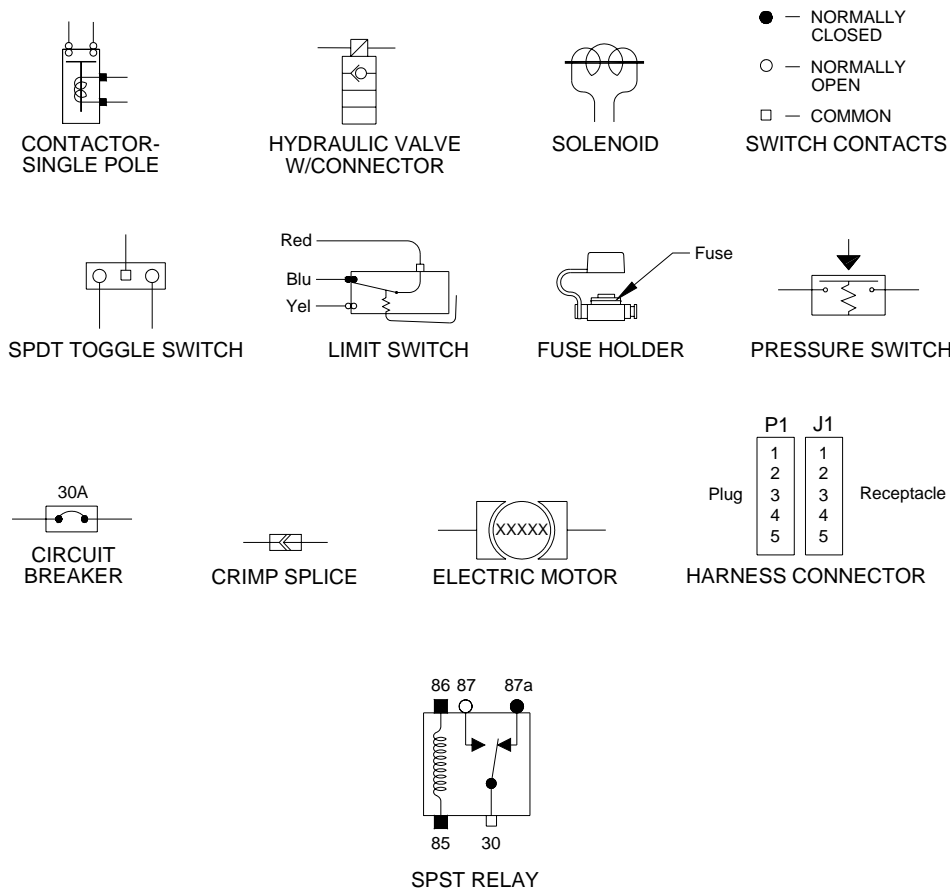 — NORMALLY
CLOSED
— NORMALLY
OPEN
— COMMON
CONTACTOR-
SINGLE POLE
HYDRAULIC VALVE
W/CONNECTOR
SOLENOID
SWITCH CONTACTS
Red
Blu
Yel
Fuse
SPDT TOGGLE SWITCH
LIMIT SWITCH
FUSE HOLDER
PRESSURE SWITCH
30A
CIRCUIT
BREAKER
CRIMP SPLICE
XXXXX
ELECTRIC MOTOR
P1 J1
1 1
2 2
Plug 3 3 Receptacle
4 4
5 5
HARNESS CONNECTOR
86 87 87a
85 30
SPST RELAY